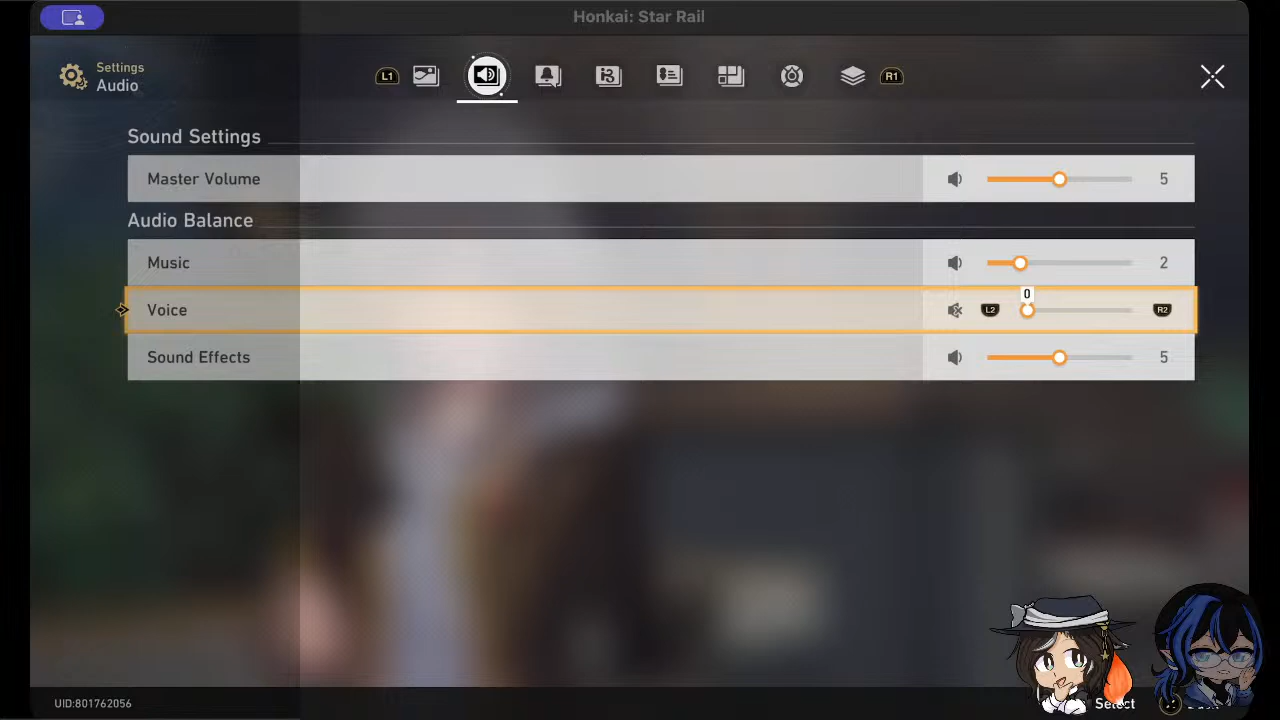 Honkai: Star Rail
Settings
Audio
L1
R1
Sound Settings
Master Volume 5
Audio Balance
Music 2
0
Voice L2 R2
Sound Effects 5
UID:801762056
Select